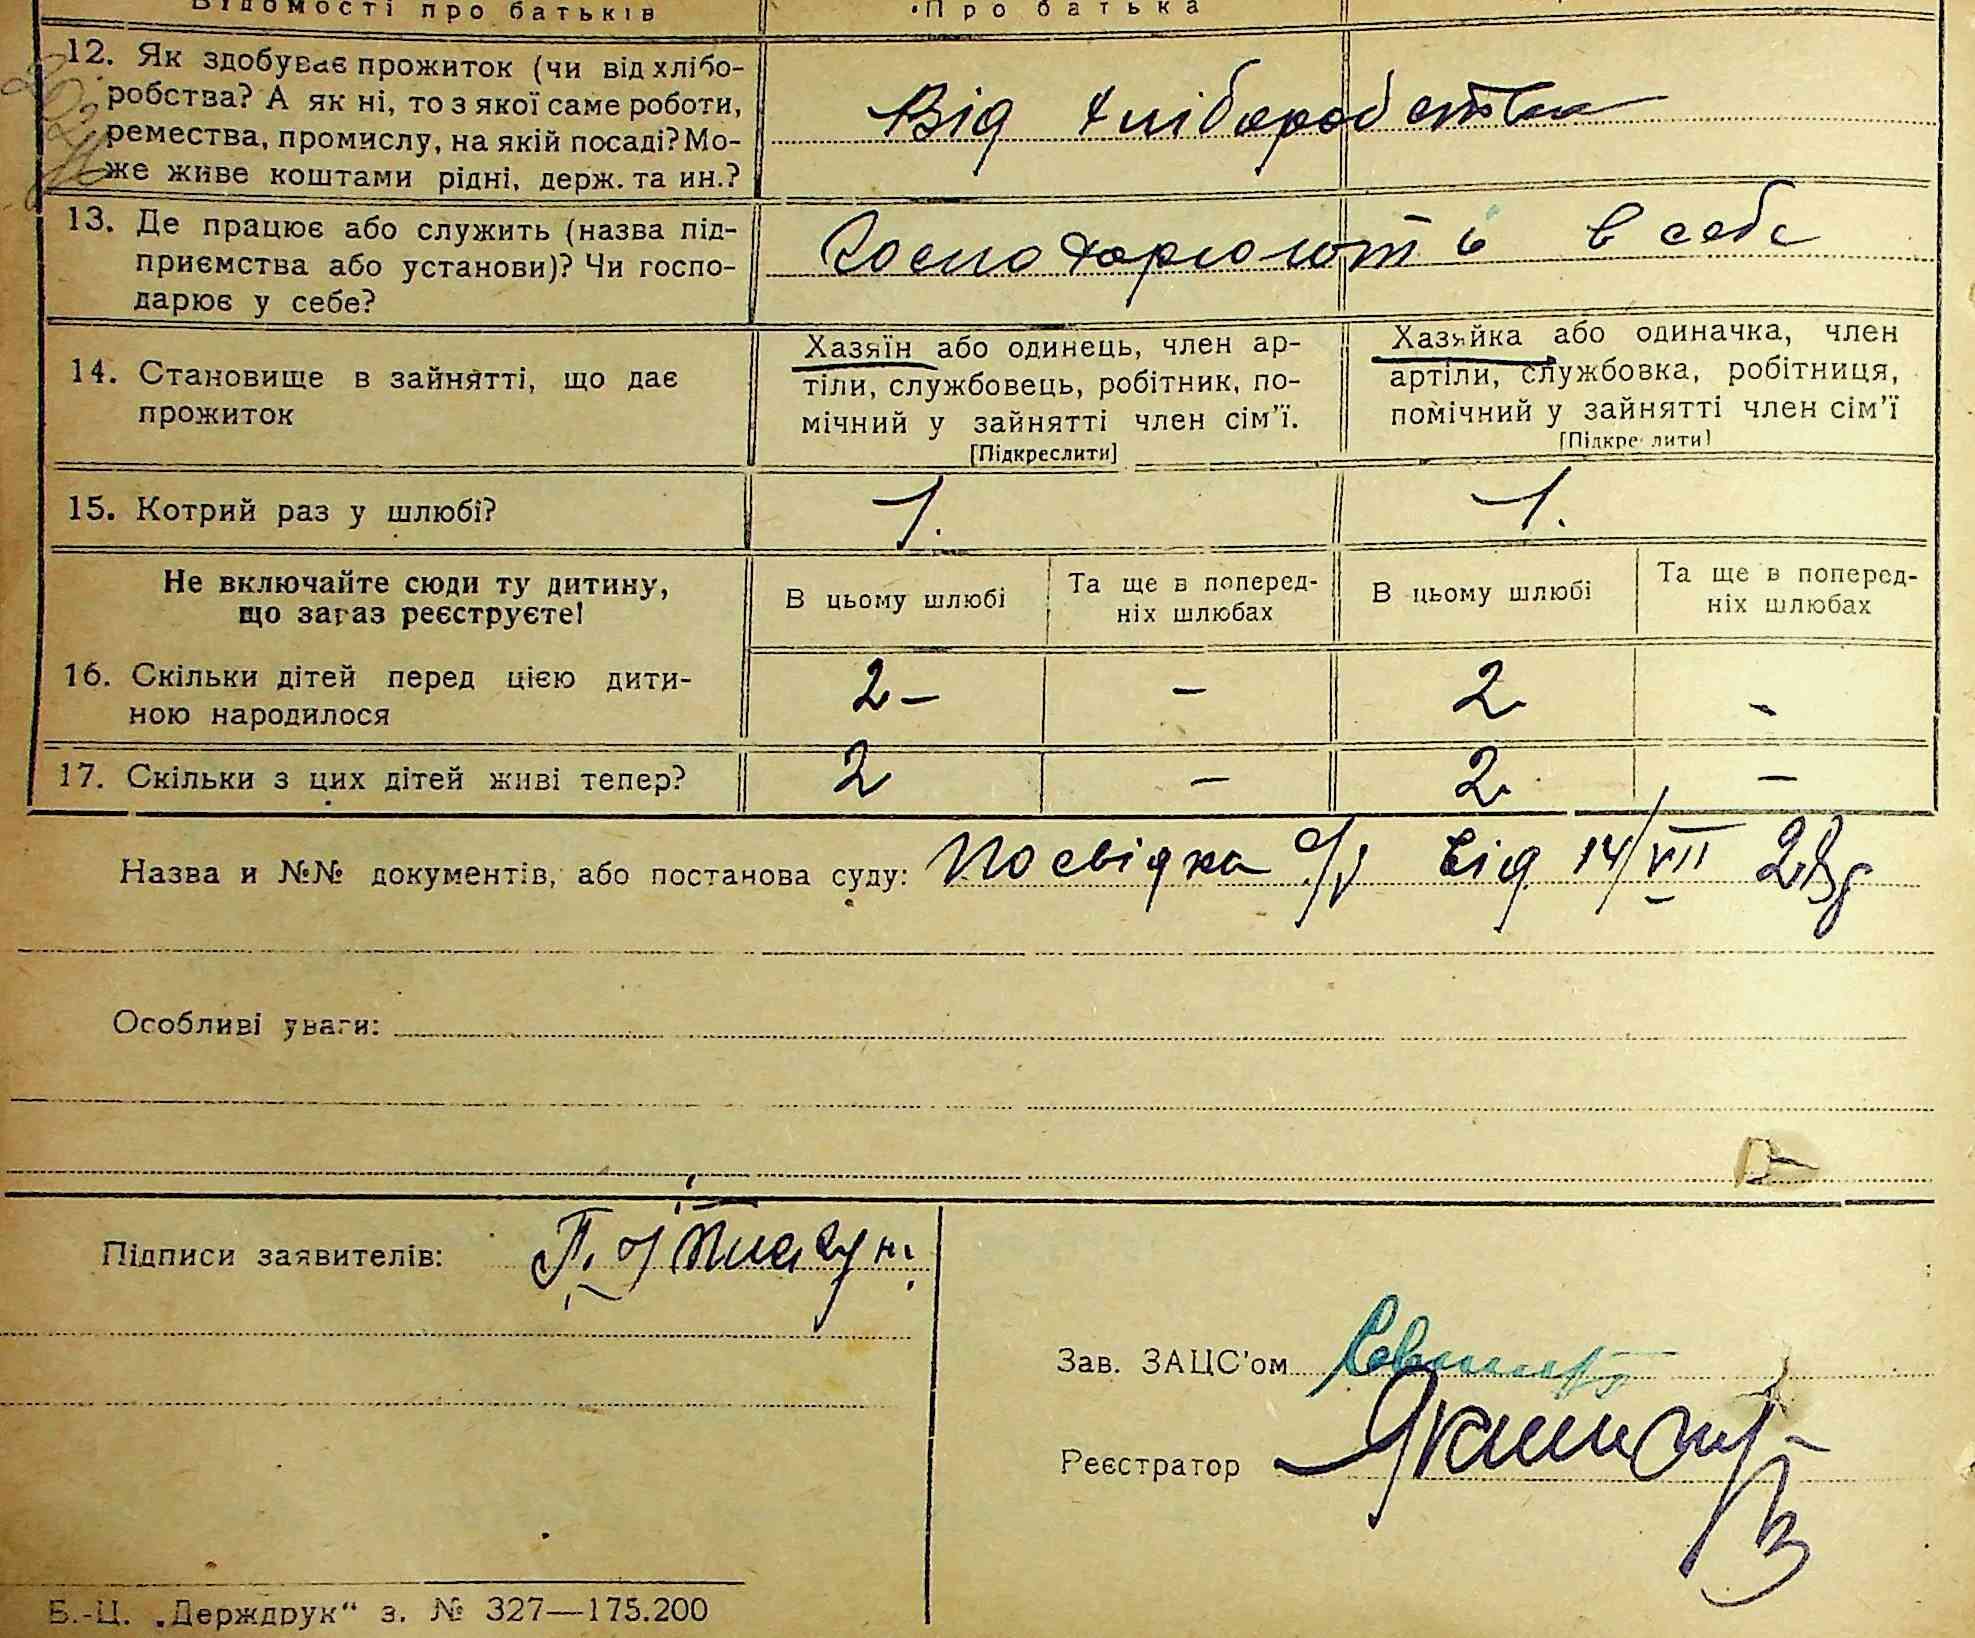 Відомості про батьків Про батька
12. Як здобуває прожиток (чи від хлібо-
робства? А як ні, то з якої саме роботи,
ремества, промислу, на якій посаді? Мо-
же живе коштами рідні, держ. та ин.?
Від хліборобства
13. Де працює або служить (назва під-
приємства або установи)? Чи госпо-
дарює у себе?
Господарюють в себе
14. Становище в зайнятті, що дає
прожиток
Хазяїн або одинець, член ар-
тіли, службовець, робітник, по-
мічний у зайнятті член сім'ї.
[Підкреслити]
Хазяйка або одиначка, член
артіли, службовка, робітниця,
помічний у зайнятті член сім'ї
[Підкреслити]
15. Котрий раз у шлюбі? 1. 1.
Не включайте сюди ту дитину,
що зараз реєструєте!
В цьому шлюбі
Та ще в поперед-
ніх шлюбах
В цьому шлюбі
Та ще в поперед-
ніх шлюбах
16. Скільки дітей перед цією дити-
ною народилося
2 - - 2 -
17. Скільки з цих дітей живі тепер? 2 - 2 -
Назва и №№ документів, або постанова суду: Посвідка с/р від 14/VII 28р
Особливі уваги:
Підписи заявителів:
Зав. ЗАЦС'ом
Реєстратор
Б.-Ц. „Держдрук“ з. № 327—175.200